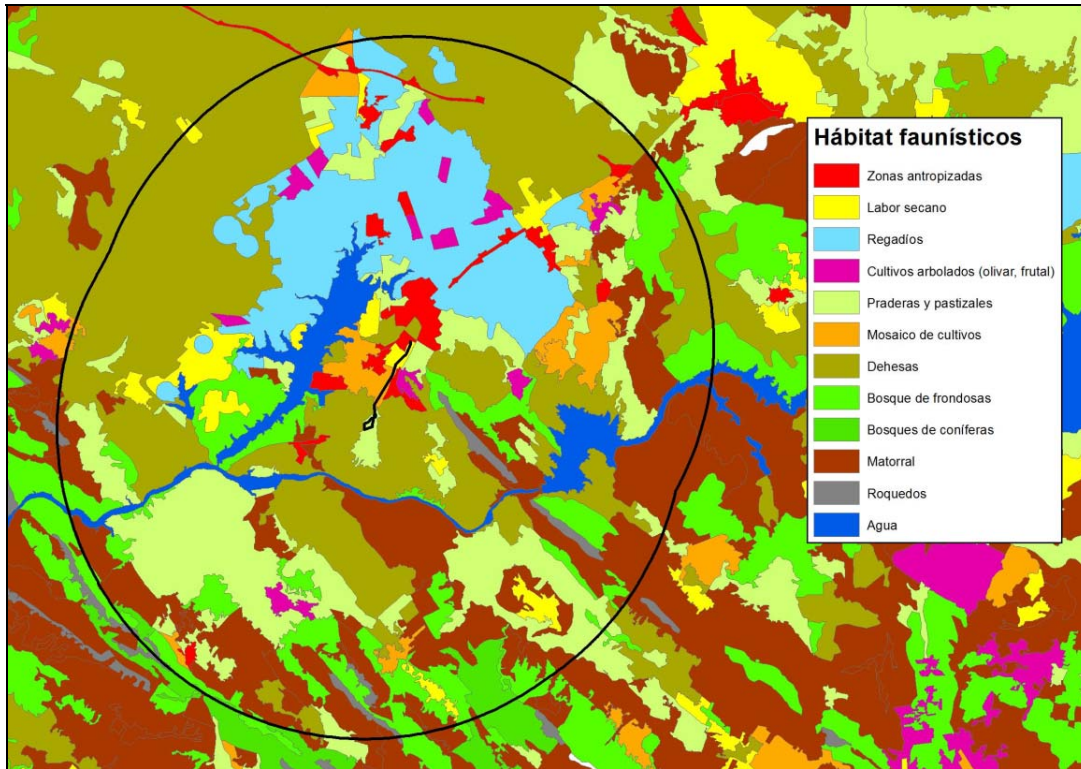 Hábitat faunísticos
Zonas antropizadas
Labor secano
Regadíos
Cultivos arbolados (olivar, frutal)
Praderas y pastizales
Mosaico de cultivos
Dehesas
Bosque de frondosas
Bosques de coníferas
Matorral
Roquedos
Agua